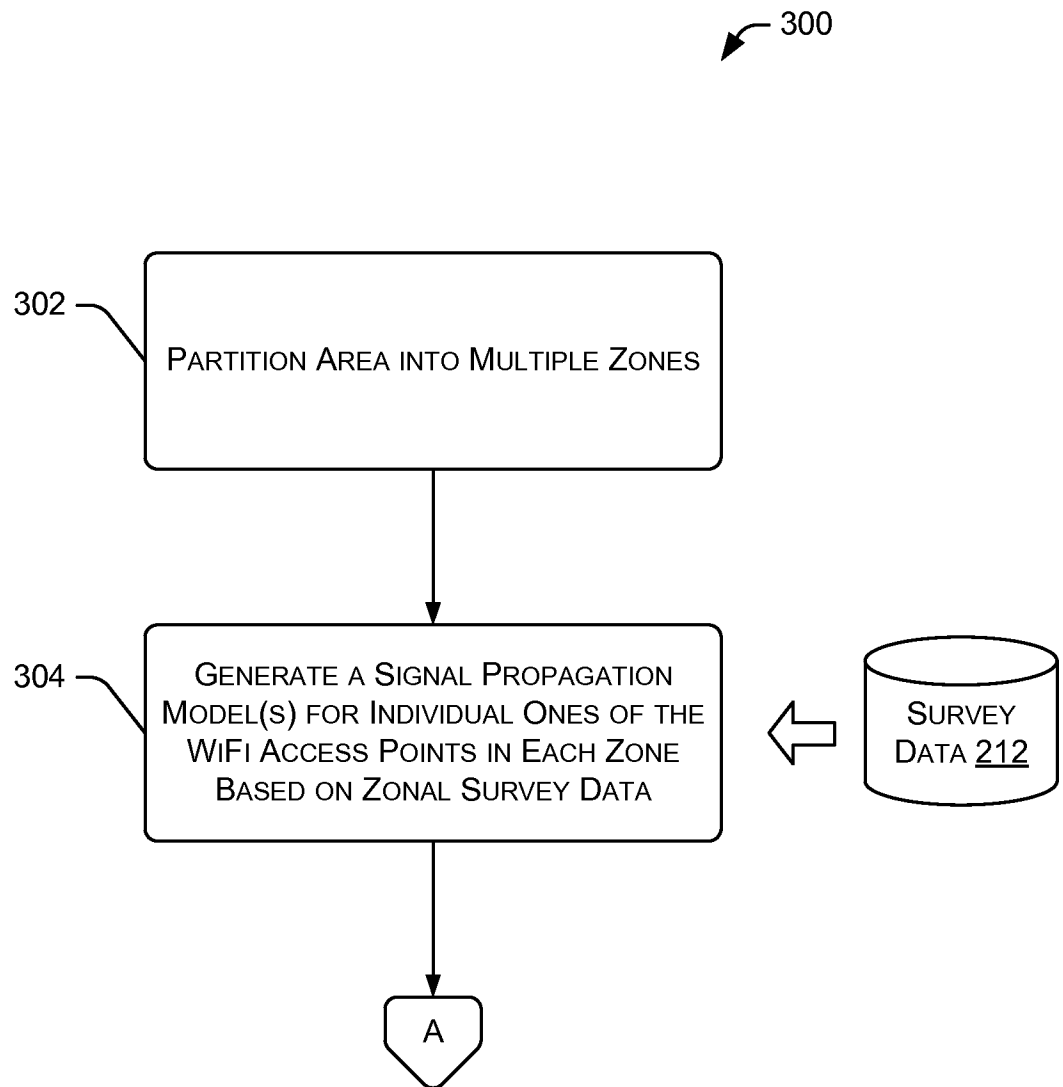 300
302
PARTITION AREA INTO MULTIPLE ZONES
304
GENERATE A SIGNAL PROPAGATION
MODEL(S) FOR INDIVIDUAL ONES OF THE
WIFI ACCESS POINTS IN EACH ZONE
BASED ON ZONAL SURVEY DATA
SURVEY
DATA 212
A